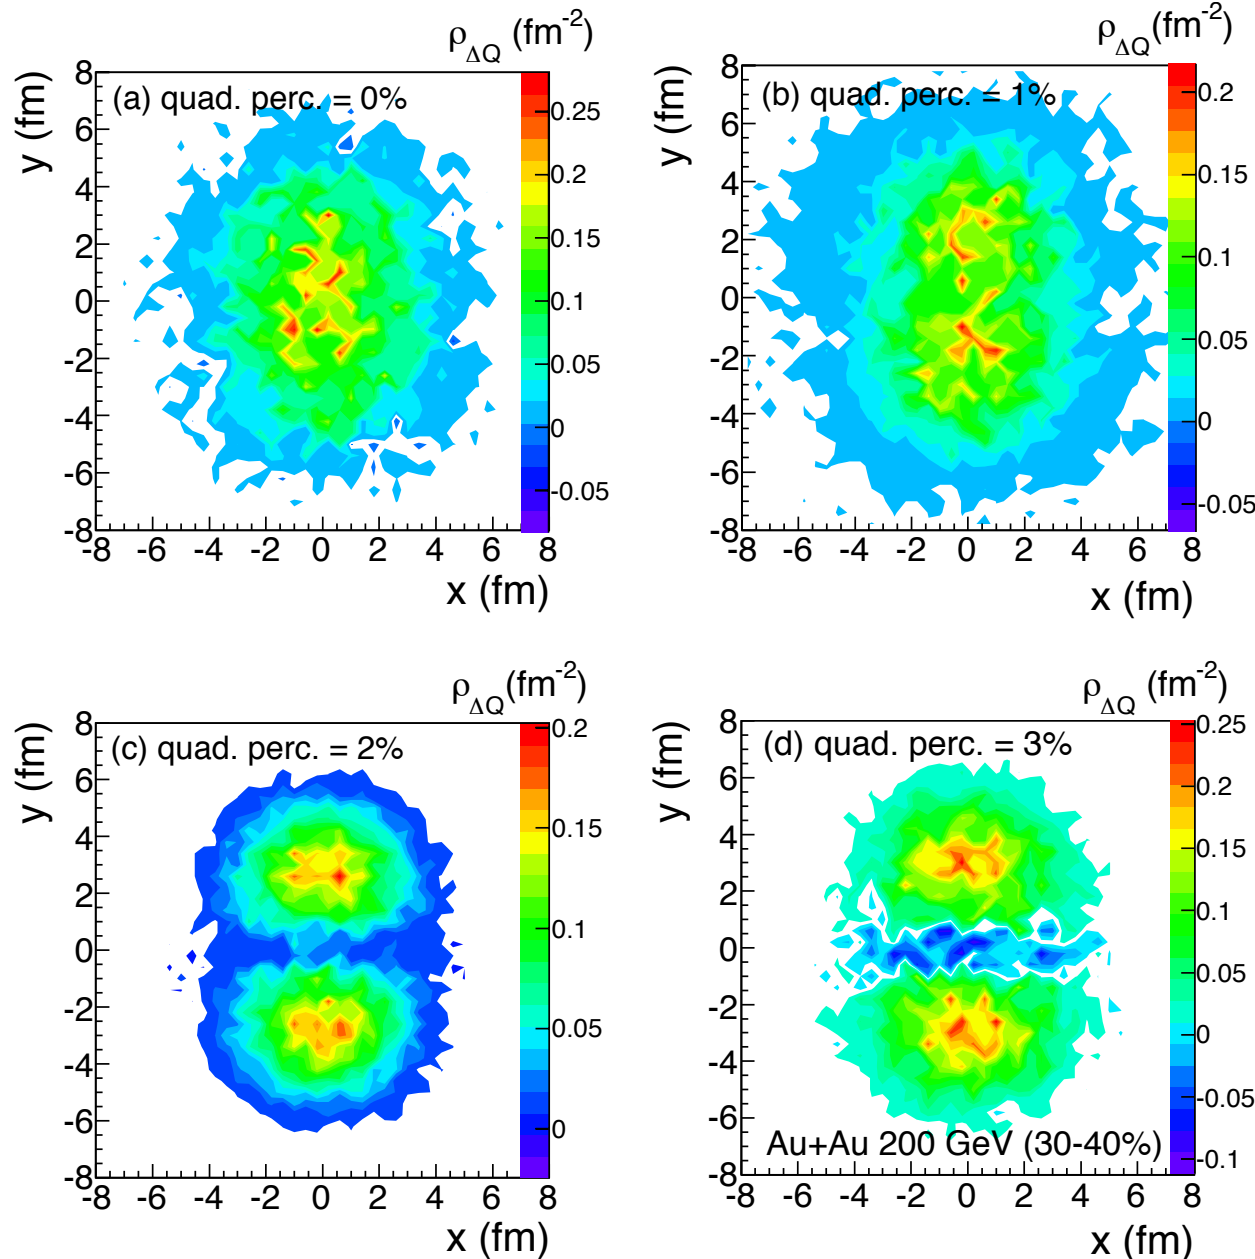 ρΔQ (fm-2)
(a) quad. perc. = 0%
y (fm)
8
6
4
2
0
-2
-4
-6
-8
-8 -6 -4 -2 0 2 4 6 8
x (fm)
0.25
0.2
0.15
0.1
0.05
0
-0.05
ρΔQ(fm-2)
(b) quad. perc. = 1%
y (fm)
8
6
4
2
0
-2
-4
-6
-8
-8 -6 -4 -2 0 2 4 6 8
x (fm)
0.2
0.15
0.1
0.05
0
-0.05
ρΔQ(fm-2)
(c) quad. perc. = 2%
y (fm)
8
6
4
2
0
-2
-4
-6
-8
-8 -6 -4 -2 0 2 4 6 8
x (fm)
0.2
0.15
0.1
0.05
0
ρΔQ (fm-2)
(d) quad. perc. = 3%
y (fm)
8
6
4
2
0
-2
-4
-6
-8
Au+Au 200 GeV (30-40%)
-8 -6 -4 -2 0 2 4 6 8
x (fm)
0.25
0.2
0.15
0.1
0.05
0
-0.05
-0.1